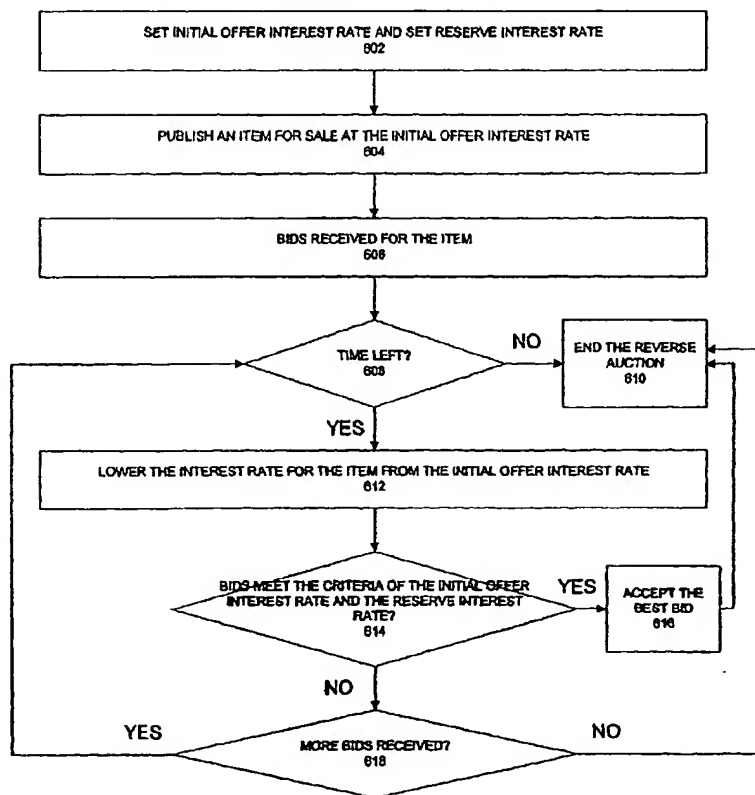 SET INITIAL OFFER INTEREST RATE AND SET RESERVE INTEREST RATE
602
PUBLISH AN ITEM FOR SALE AT THE INITIAL OFFER INTEREST RATE
604
BIDS RECEIVED FOR THE ITEM
606
TIME LEFT?
608
NO
END THE REVERSE
AUCTION
610
YES
LOWER THE INTEREST RATE FOR THE ITEM FROM THE INITIAL OFFER INTEREST RATE
612
BIDS MEET THE CRITERIA OF THE INITIAL OFFER
INTEREST RATE AND THE RESERVE INTEREST
RATE?
614
YES
ACCEPT THE
BEST BID
616
NO
YES
MORE BIDS RECEIVED?
618
NO